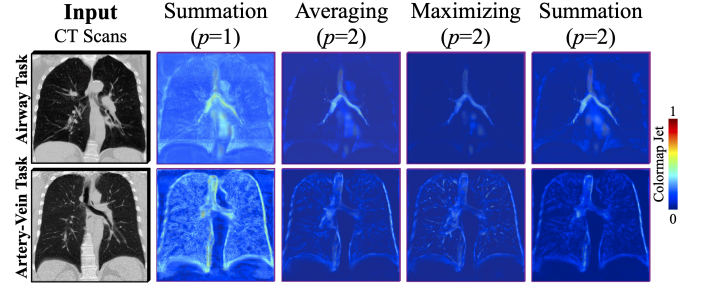 Input Summation Averaging Maximizing Summation
CT Scans (p=1) (p=2) (p=2) (p=2)
Airway Task
Artery-Vein Task
1
Colormap Jet
0